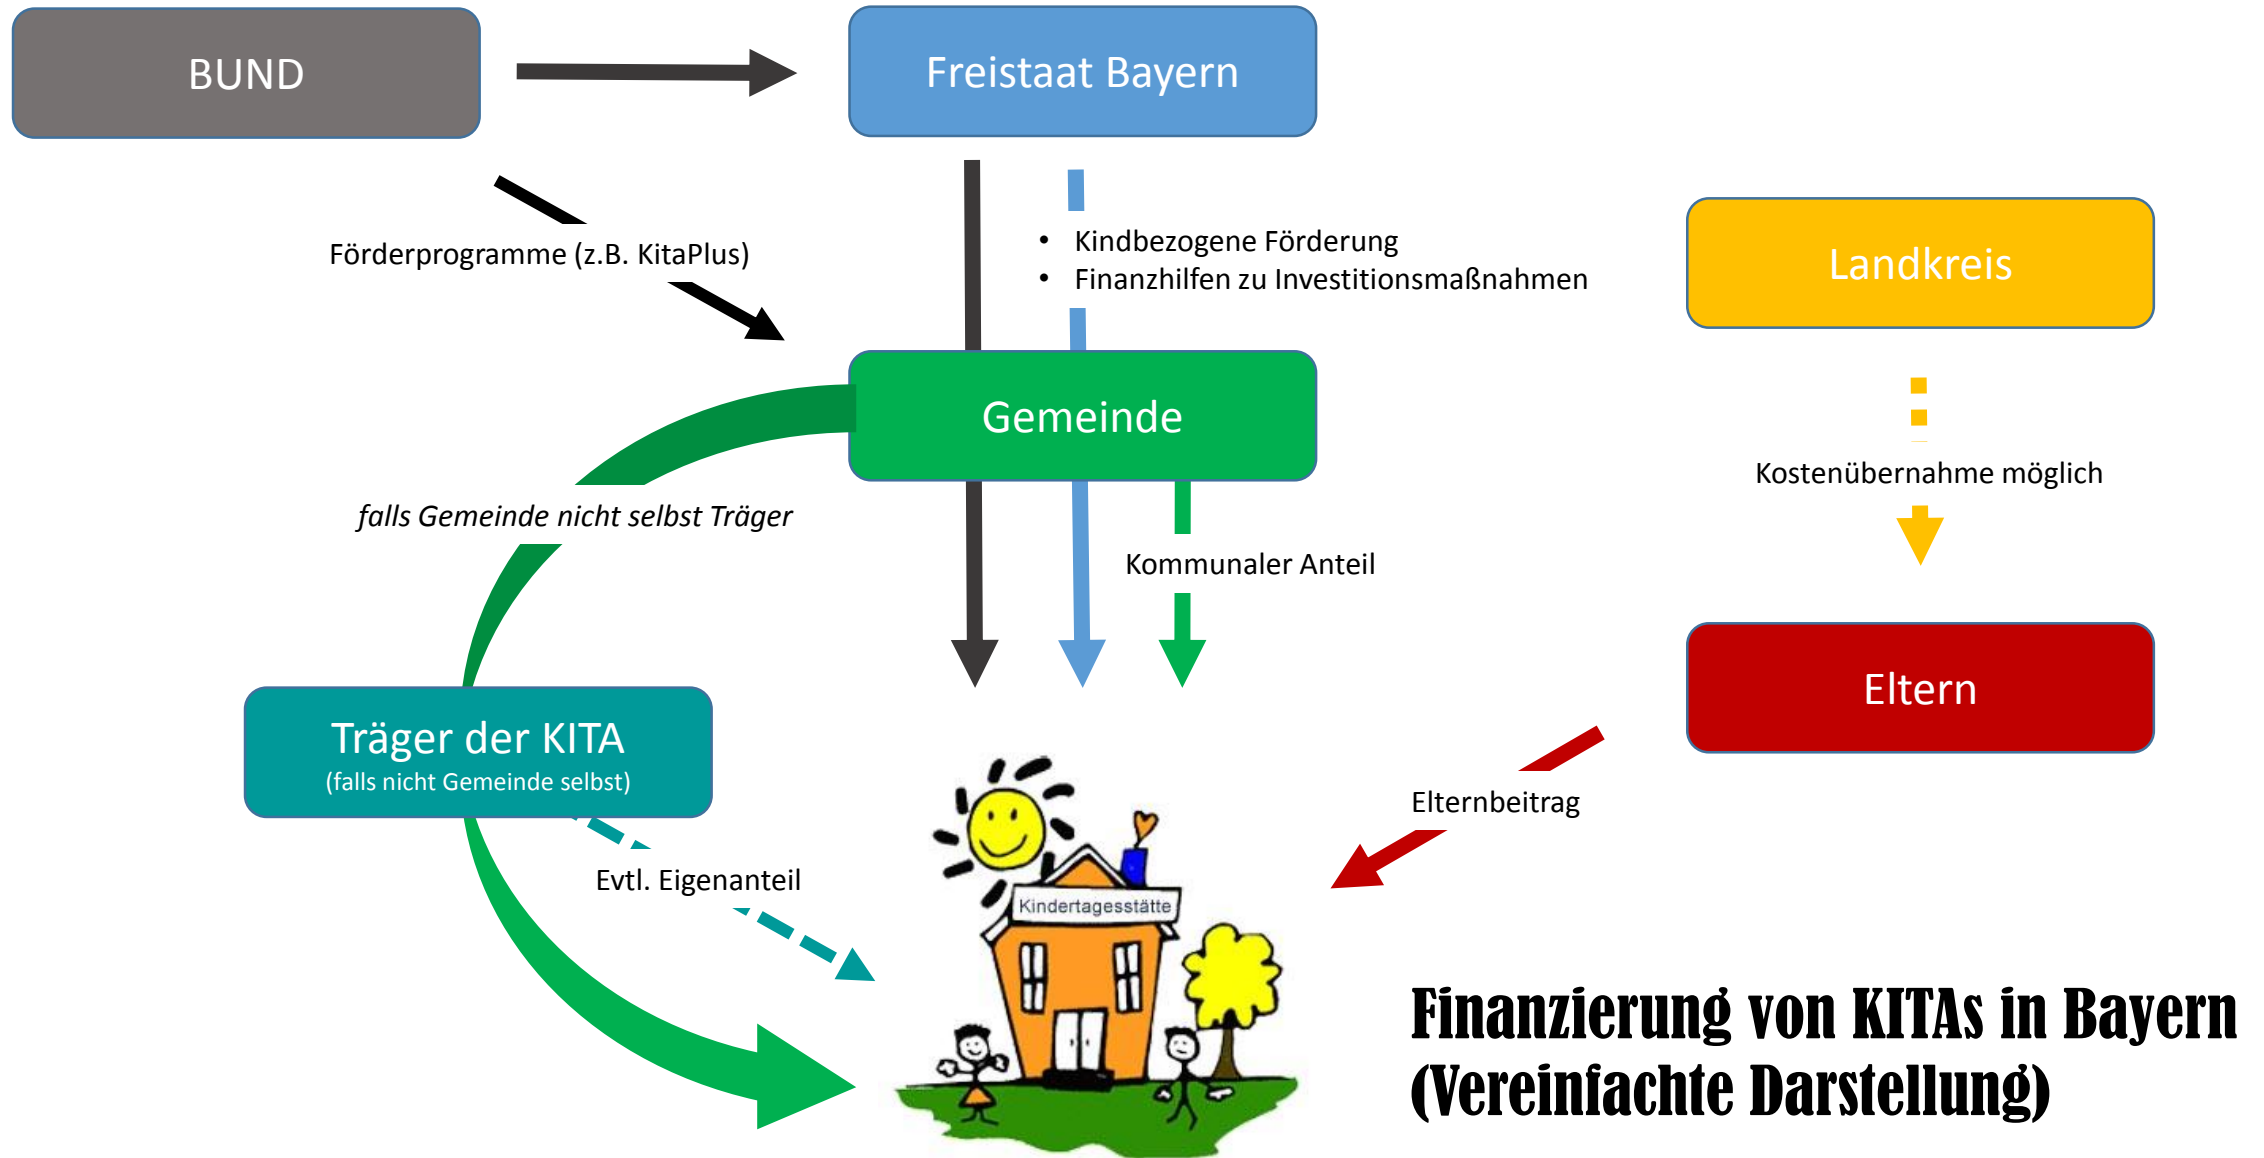 BUND
Freistaat Bayern
Förderprogramme (z.B. KitaPlus)
• Kindbezogene Förderung
• Finanzhilfen zu Investitionsmaßnahmen
Landkreis
Gemeinde
Kostenübernahme möglich
falls Gemeinde nicht selbst Träger
Kommunaler Anteil
Eltern
Träger der KITA
(falls nicht Gemeinde selbst)
Elternbeitrag
Evtl. Eigenanteil
Kindertagesstätte
Finanzierung von KITAs in Bayern
(Vereinfachte Darstellung)